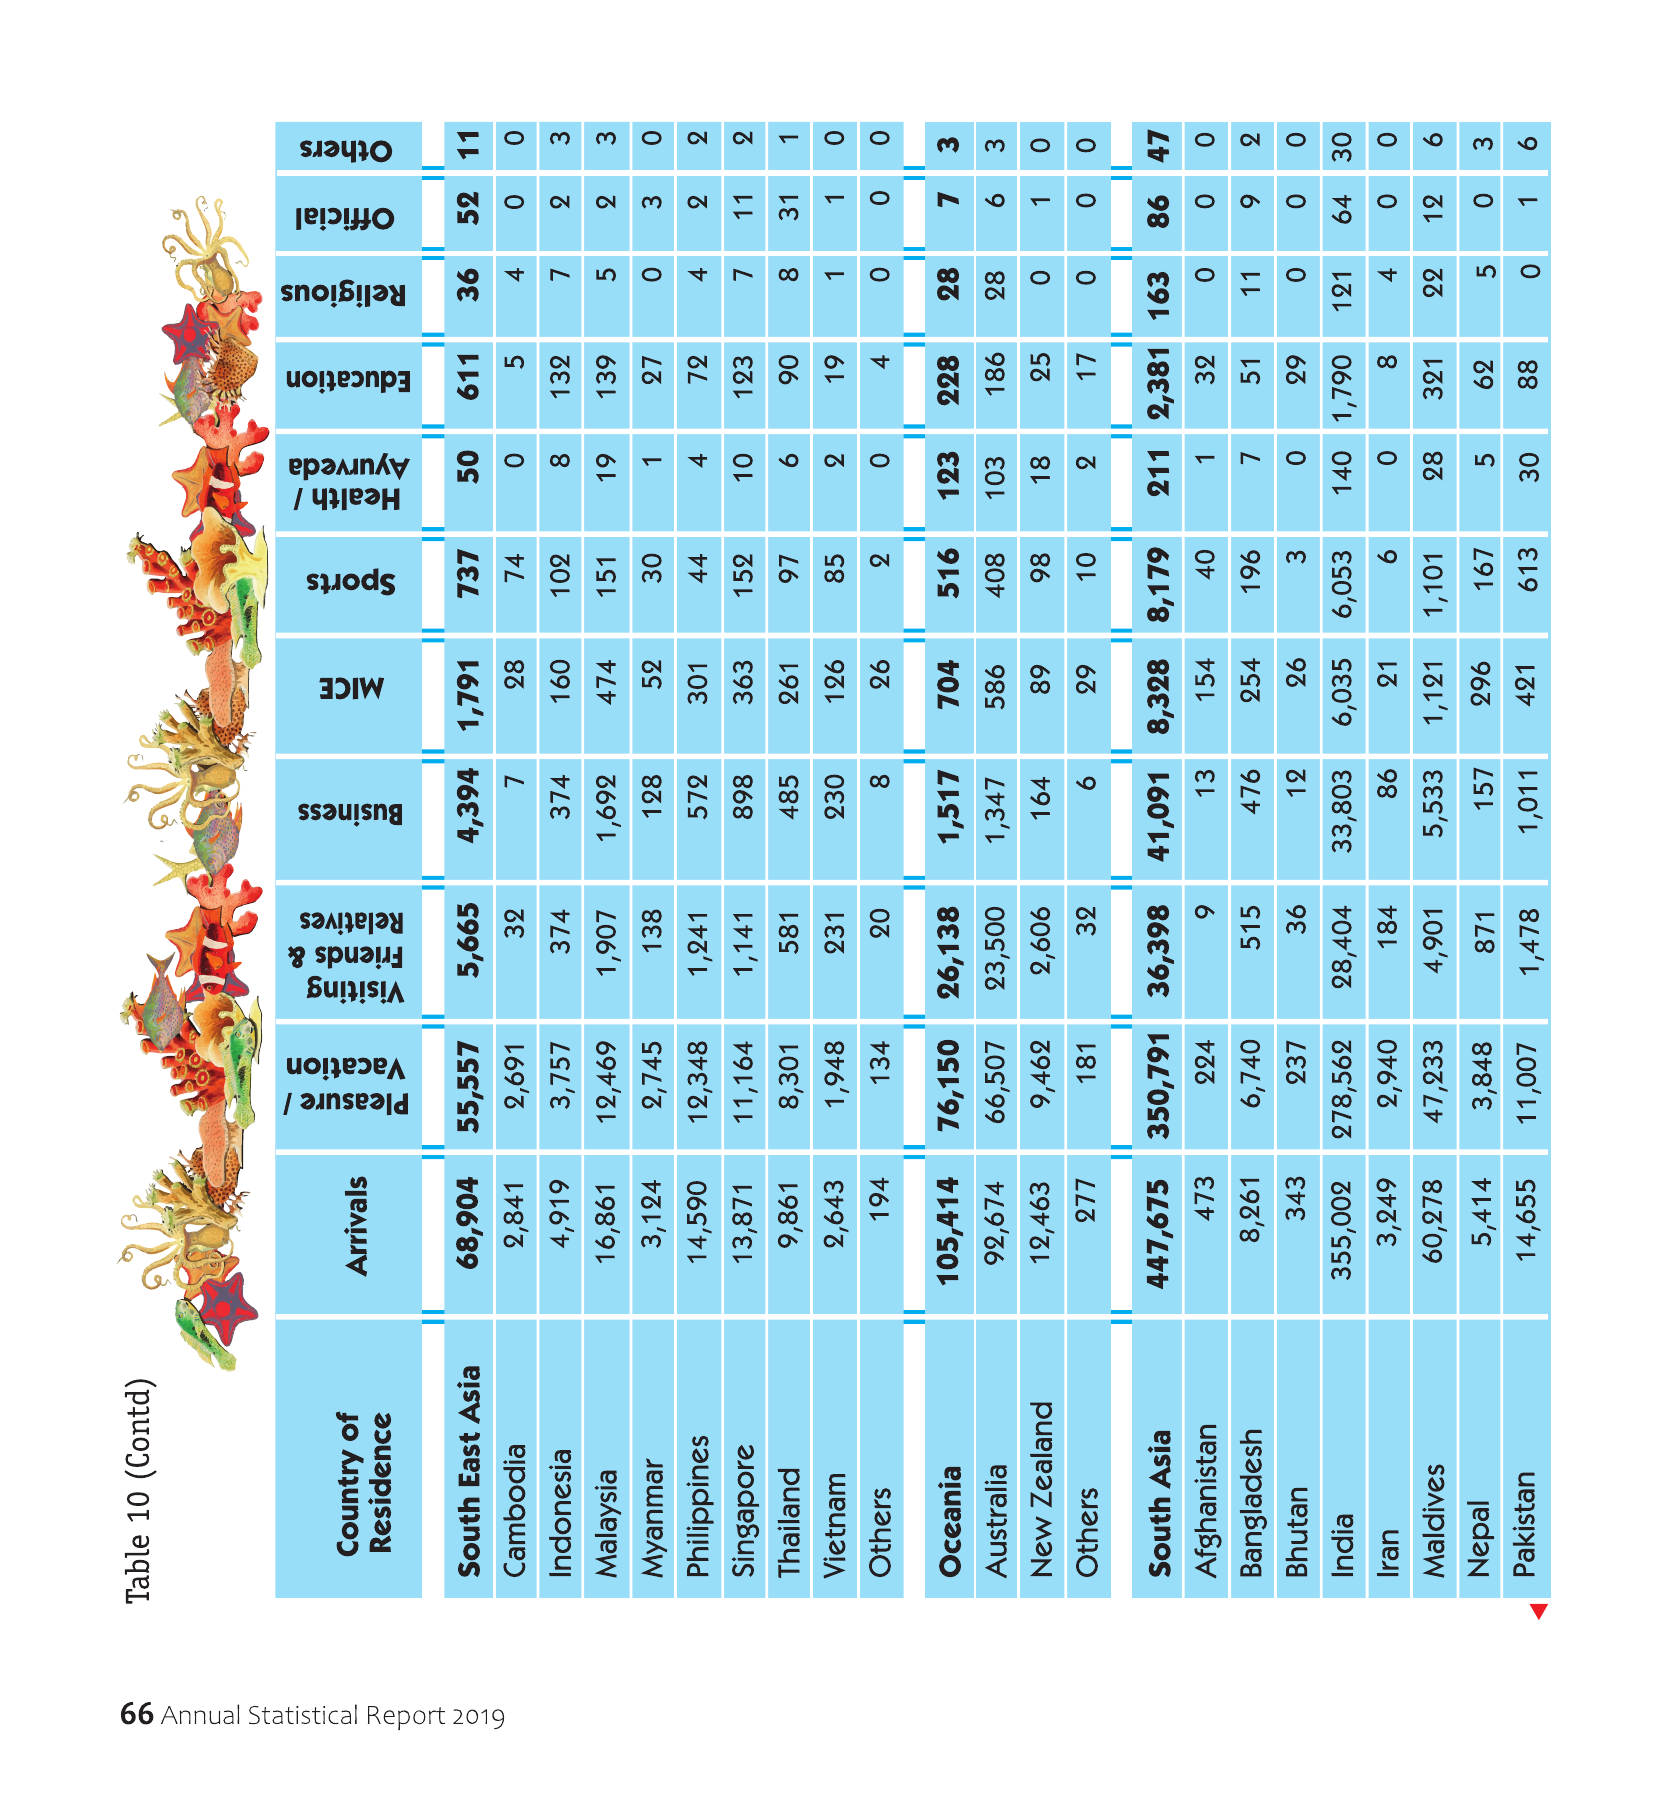 Table 10 (Contd)
Country of Residence Arrivals Pleasure / Vacation Visiting Friends & Relatives Business MICE Sports Health / Ayurveda Education Religious Official Others
South East Asia 68,904 55,557 5,665 4,394 1,791 737 50 611 36 52 11
Cambodia 2,841 2,691 32 7 28 74 0 5 4 0 0
Indonesia 4,919 3,757 374 374 160 102 8 132 7 2 3
Malaysia 16,861 12,469 1,907 1,692 474 151 19 139 5 2 3
Myanmar 3,124 2,745 138 128 52 30 1 27 0 3 0
Philippines 14,590 12,348 1,241 572 301 44 4 72 4 2 2
Singapore 13,871 11,164 1,141 898 363 152 10 123 7 11 2
Thailand 9,861 8,301 581 485 261 97 6 90 8 31 1
Vietnam 2,643 1,948 231 230 126 85 2 19 1 1 0
Others 194 134 20 8 26 2 0 4 0 0 0
Oceania 105,414 76,150 26,138 1,517 704 516 123 228 28 7 3
Australia 92,674 66,507 23,500 1,347 586 408 103 186 28 6 3
New Zealand 12,463 9,462 2,606 164 89 98 18 25 0 1 0
Others 277 181 32 6 29 10 2 17 0 0 0
South Asia 447,675 350,791 36,398 41,091 8,328 8,179 211 2,381 163 86 47
Afghanistan 473 224 9 13 154 40 1 32 0 0 0
Bangladesh 8,261 6,740 515 476 254 196 7 51 11 9 2
Bhutan 343 237 36 12 26 3 0 29 0 0 0
India 355,002 278,562 28,404 33,803 6,035 6,053 140 1,790 121 64 30
Iran 3,249 2,940 184 86 21 6 0 8 4 0 0
Maldives 60,278 47,233 4,901 5,533 1,121 1,101 28 321 22 12 6
Nepal 5,414 3,848 871 157 296 167 5 62 5 0 3
Pakistan 14,655 11,007 1,478 1,011 421 613 30 88 0 1 6
66 Annual Statistical Report 2019